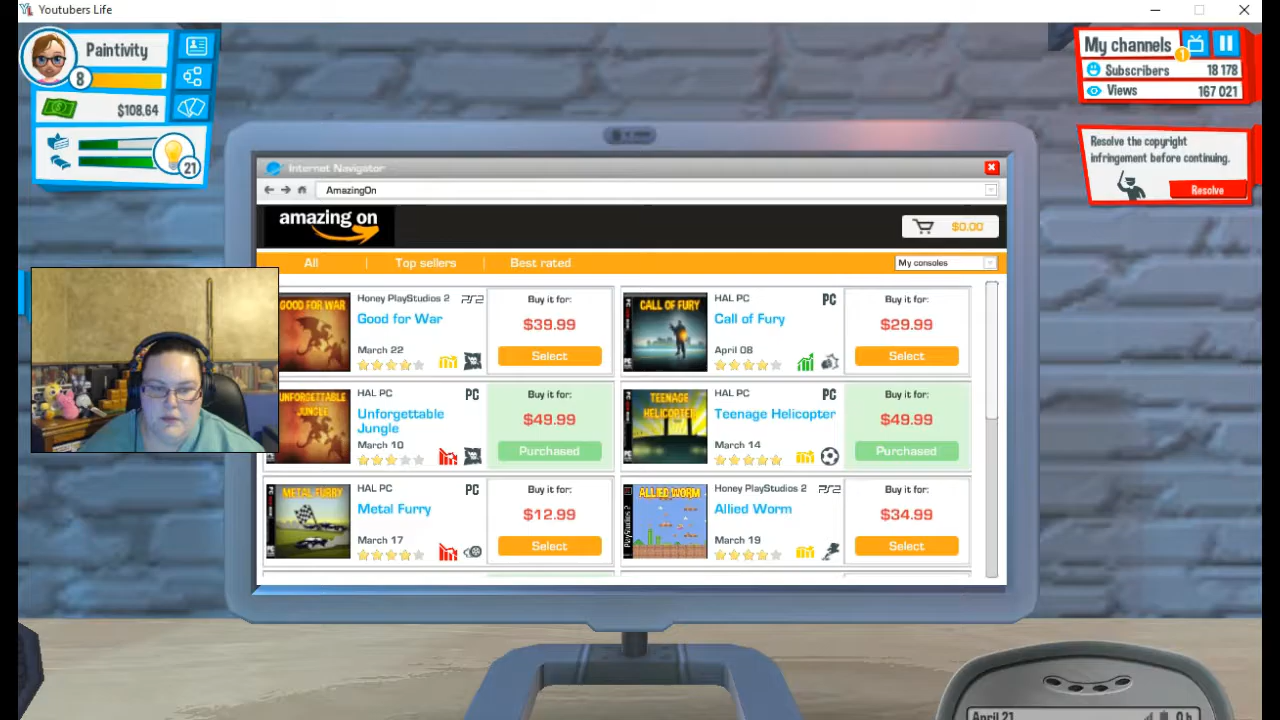 Youtubers Life
Paintivity
8
$108.64
21
My channels
1
Subscribers 18 178
Views 167 021
Resolve the copyright
infringement before continuing.
Resolve
Internet Navigator
AmazingOn
amazing on
$0.00
All | Top sellers | Best rated
My consoles
GOOD FOR WAR
Honey PlayStudios 2
PS2
Good for War
March 22
Buy it for:
$39.99
Select
CALL OF FURY
HAL PC
PC
Call of Fury
April 08
Buy it for:
$29.99
Select
UNFORGETTABLE
JUNGLE
HAL PC
PC
Unforgettable
Jungle
March 10
Buy it for:
$49.99
Purchased
TEENAGE
HELICOPTER
HAL PC
PC
Teenage Helicopter
March 14
Buy it for:
$49.99
Purchased
METAL FURRY
HAL PC
PC
Metal Furry
March 17
Buy it for:
$12.99
Select
ALLIED WORM
PlayStudios 2
Honey PlayStudios 2
PS2
Allied Worm
March 19
Buy it for:
$34.99
Select
April 21
0 h